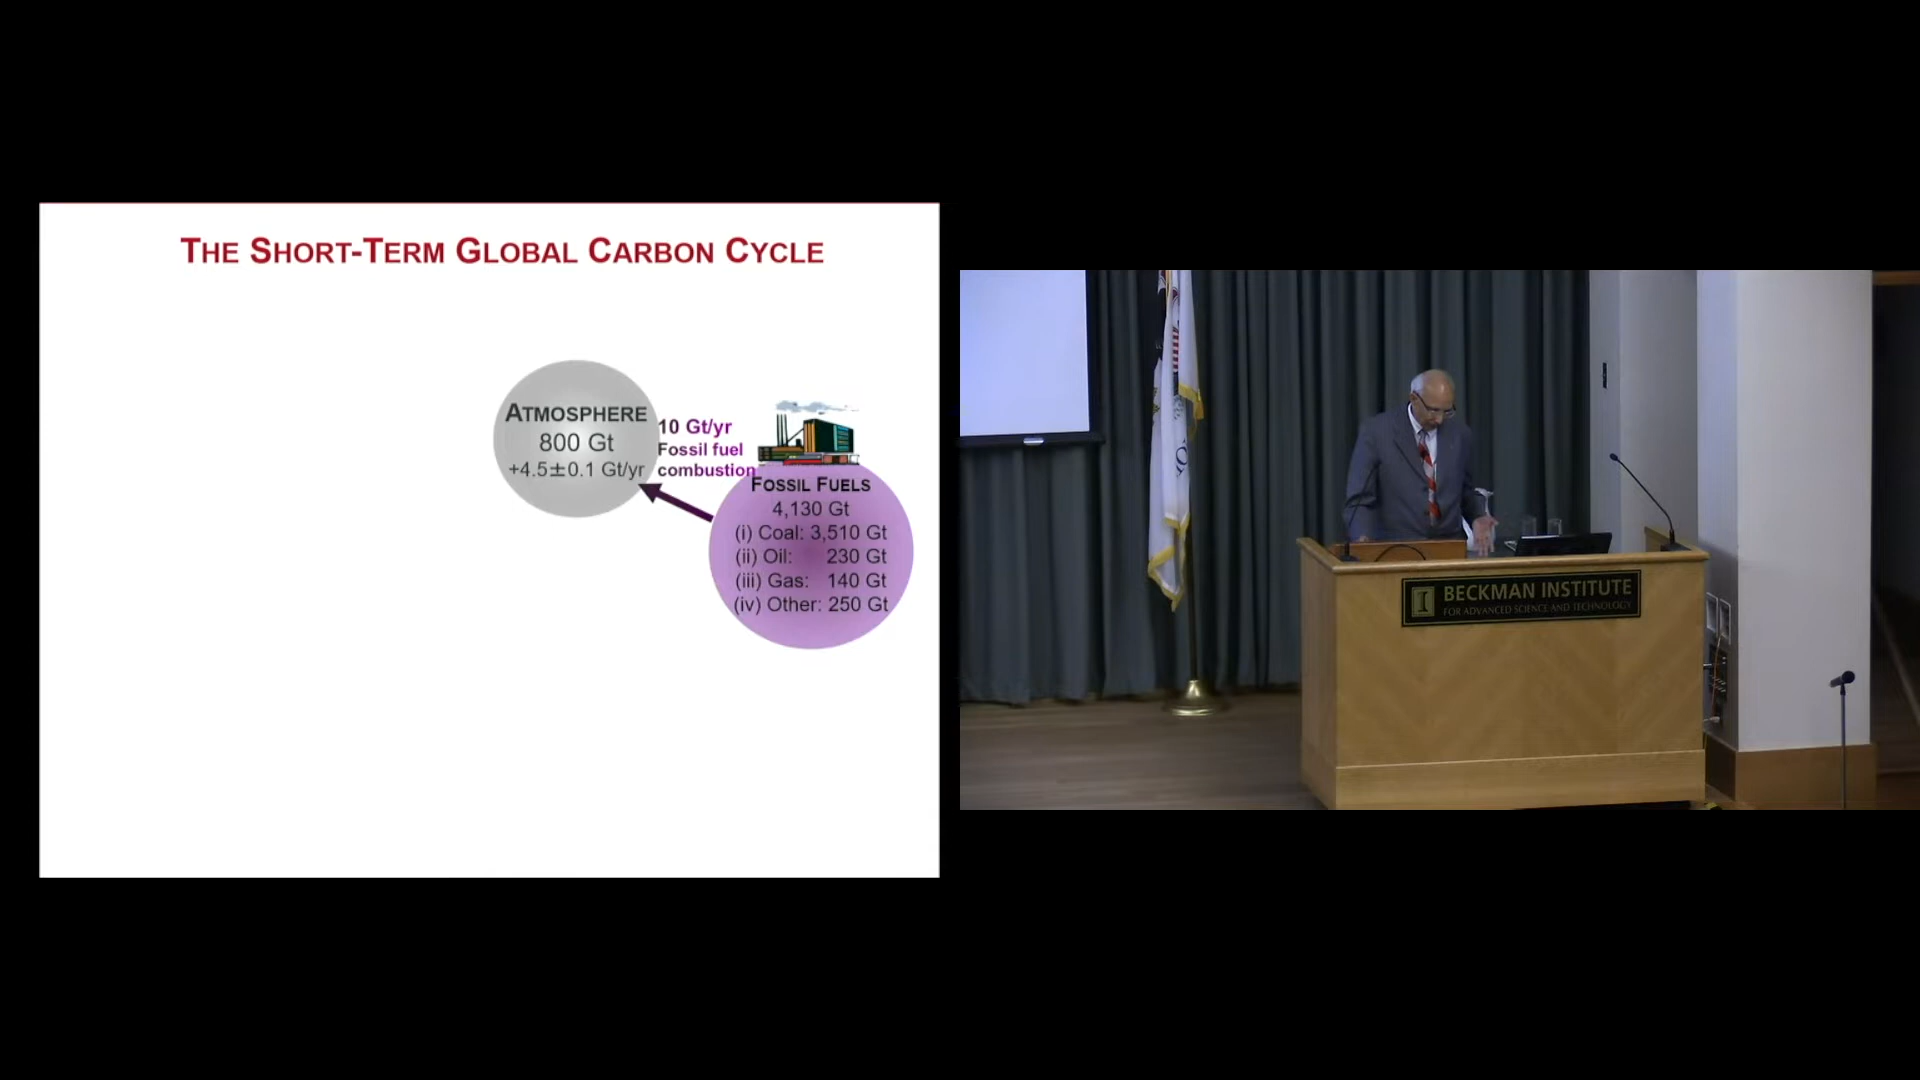 THE SHORT-TERM GLOBAL CARBON CYCLE
ATMOSPHERE
800 Gt
+4.5±0.1 Gt/yr
10 Gt/yr
Fossil fuel
combustion
FOSSIL FUELS
4,130 Gt
(i) Coal: 3,510 Gt
(ii) Oil: 230 Gt
(iii) Gas: 140 Gt
(iv) Other: 250 Gt
I BECKMAN INSTITUTE
FOR ADVANCED SCIENCE AND TECHNOLOGY